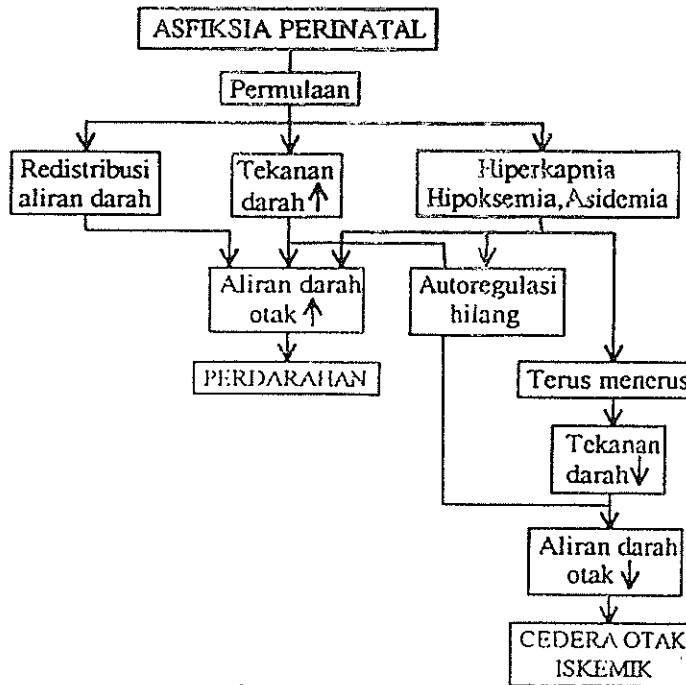 ASFIKSIA PERINATAL
Permulaan
Redistribusi
aliran darah
Tekanan
darah ↑
Hiperkapnia
Hipoksemia, Asidemia
Aliran darah
otak ↑
Autoregulasi
hilang
PERDARAHAN
Terus menerus
Tekanan
darah ↓
Aliran darah
otak ↓
CEDERA OTAK
ISKEMIK